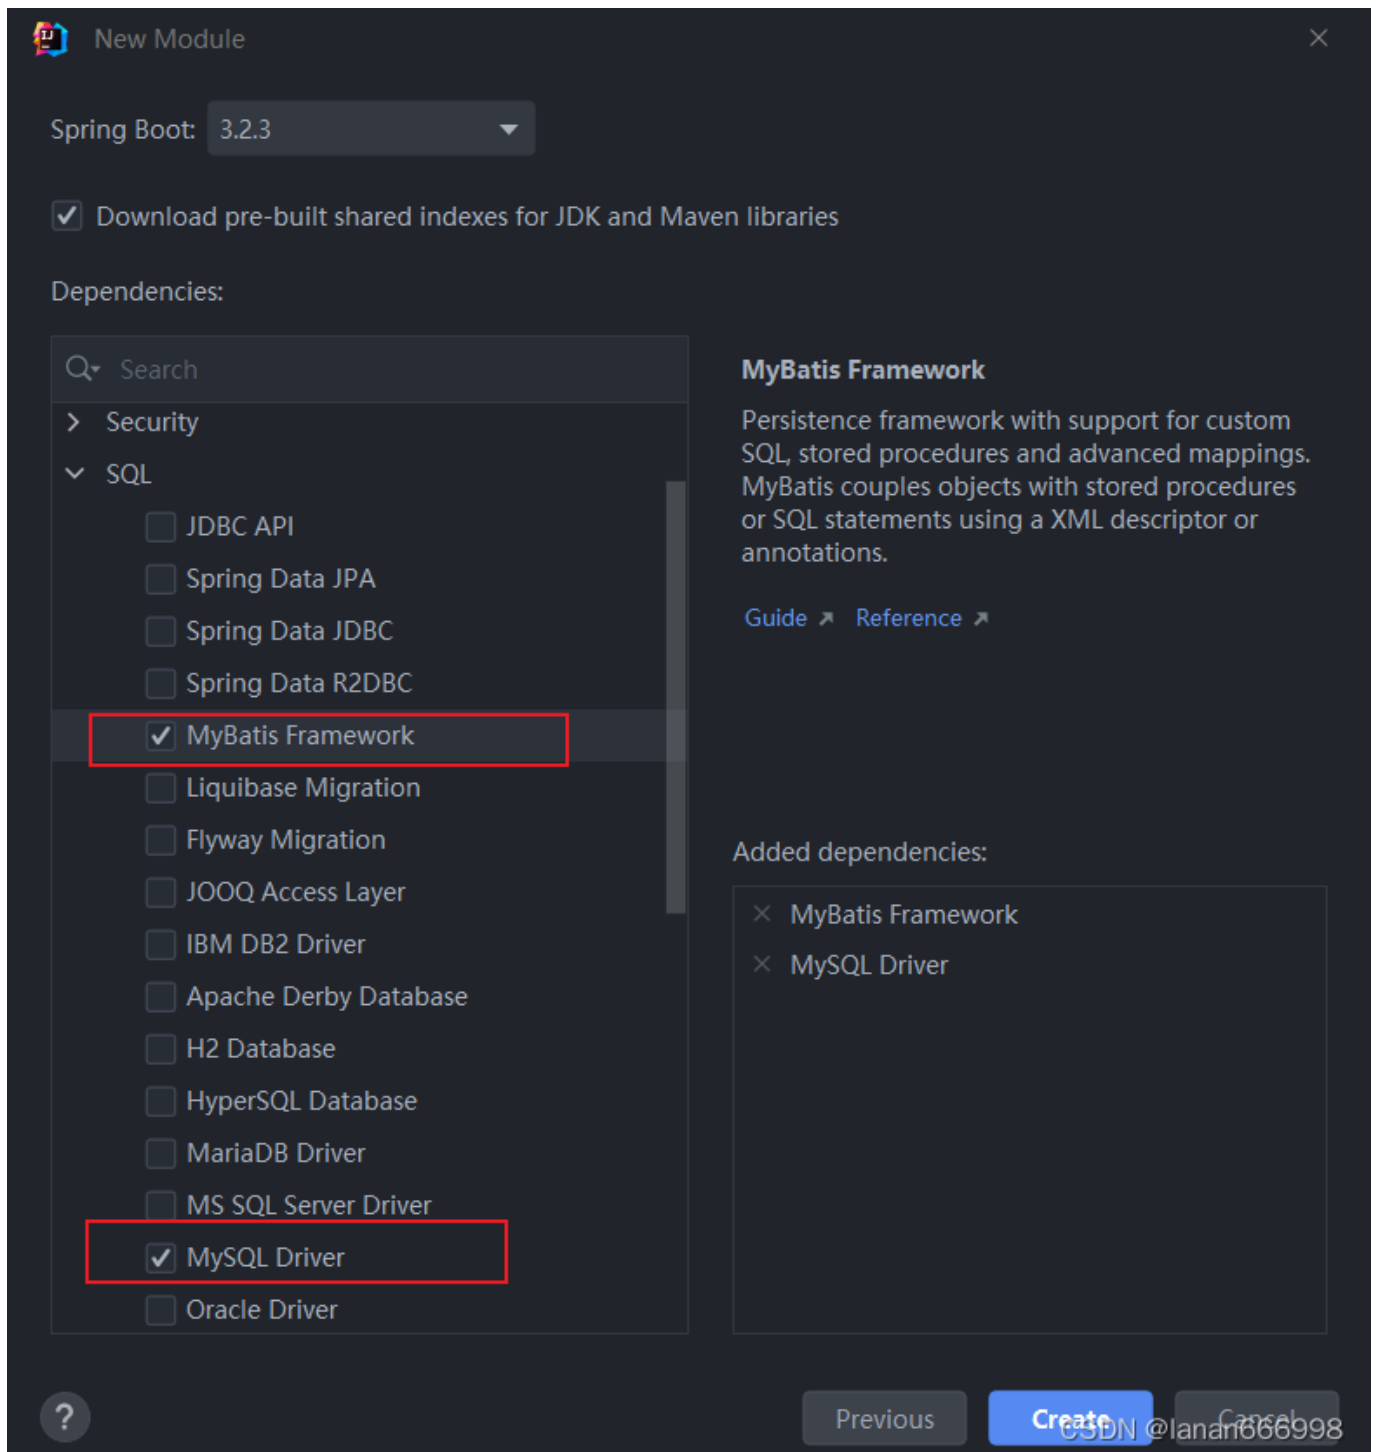 New Module
Spring Boot: 3.2.3
Download pre-built shared indexes for JDK and Maven libraries
Dependencies:
Search
Security
SQL
JDBC API
Spring Data JPA
Spring Data JDBC
Spring Data R2DBC
MyBatis Framework
Liquibase Migration
Flyway Migration
JOOQ Access Layer
IBM DB2 Driver
Apache Derby Database
H2 Database
HyperSQL Database
MariaDB Driver
MS SQL Server Driver
MySQL Driver
Oracle Driver
MyBatis Framework
Persistence framework with support for custom
SQL, stored procedures and advanced mappings.
MyBatis couples objects with stored procedures
or SQL statements using a XML descriptor or
annotations.
Guide Reference
Added dependencies:
MyBatis Framework
MySQL Driver
? Previous Create Cancel
CSDN @lanan666998